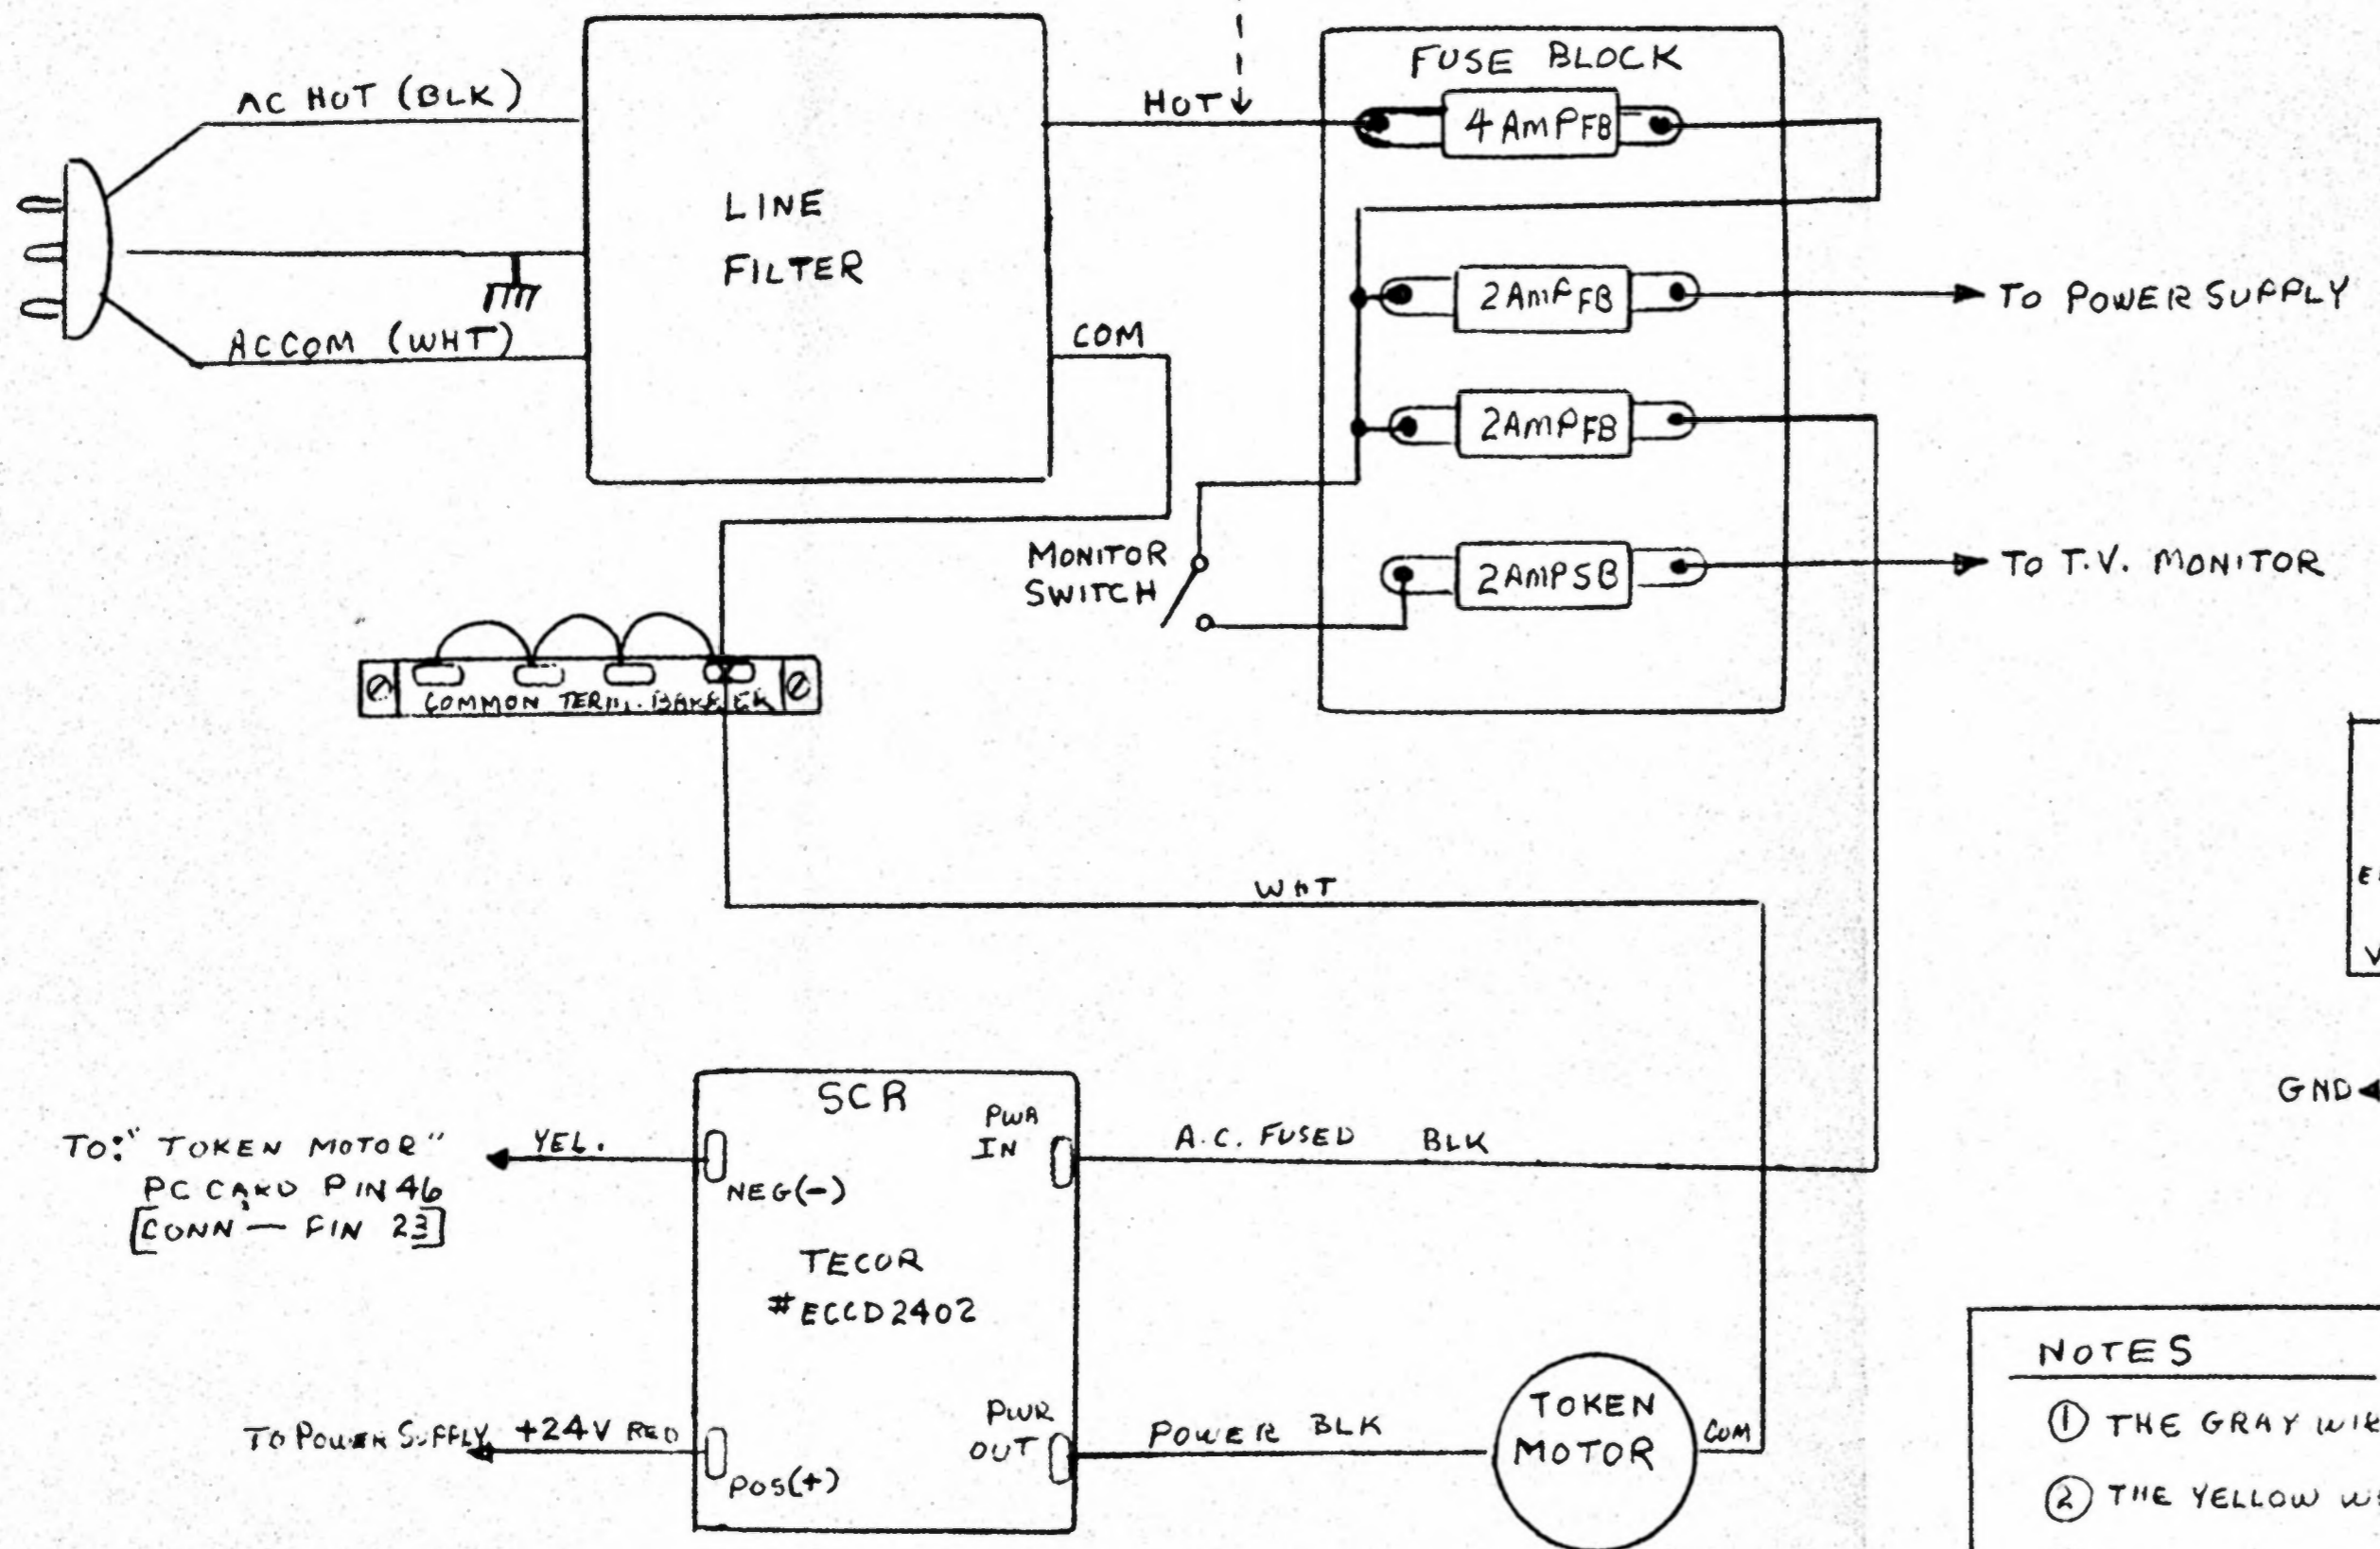 AC HOT (BLK)
LINE
FILTER
ACCOM (WHT)
HOT
COM
FUSE BLOCK
4 AMP FB
2 AMP FB
2 AMP FB
2 AMP SB
TO POWER SUPPLY
TO T.V. MONITOR
MONITOR
SWITCH
COMMON TERM.
WHT
GND
SCR
PWR
IN
A.C. FUSED BLK
TO: "TOKEN MOTOR"
PC CARD PIN 46
[CONN — PIN 23]
YEL.
NEG(-)
TECOR
#ECCD2402
TO POWER SUPPLY +24V RED
POS(+)
PWR
OUT
POWER BLK
TOKEN
MOTOR
COM
NOTES
① THE GRAY
② THE YELLOW